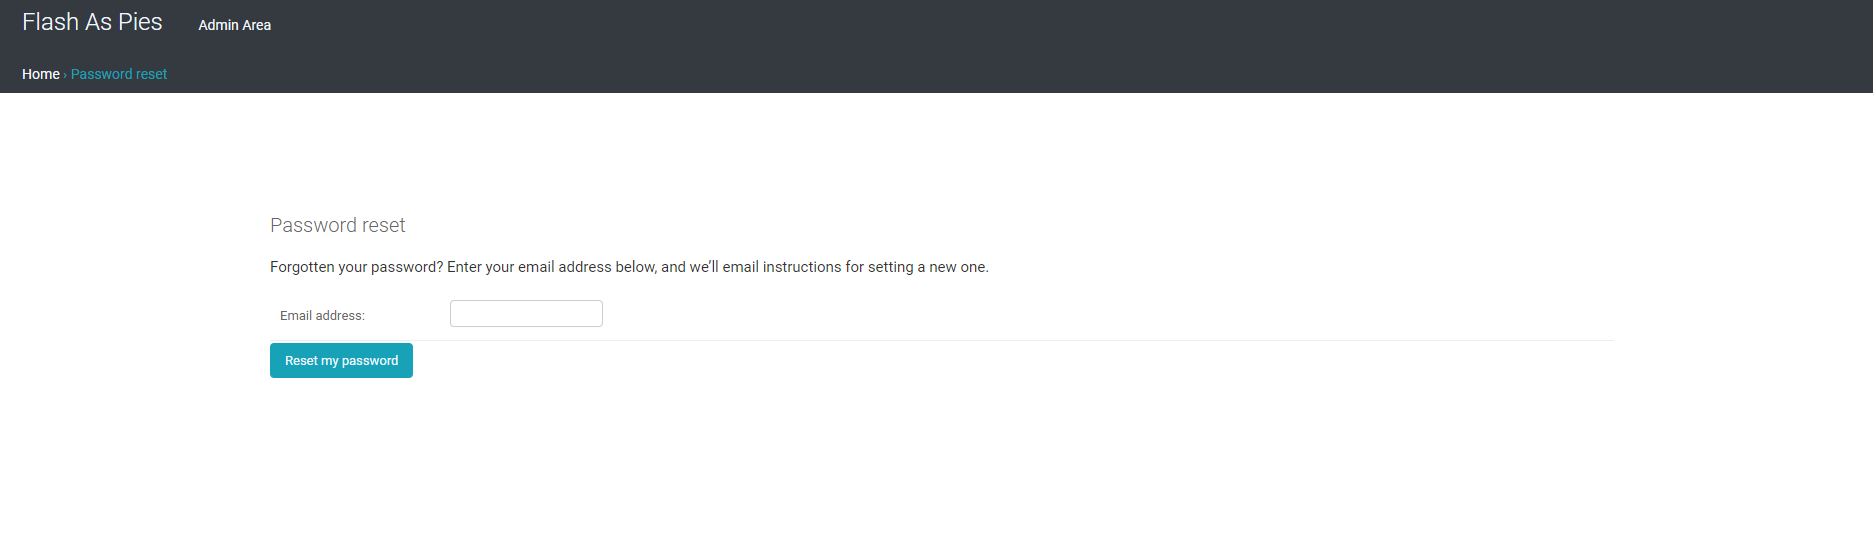 Flash As Pies Admin Area
Home › Password reset
Password reset
Forgotten your password? Enter your email address below, and we’ll email instructions for setting a new one.
Email address:
Reset my password